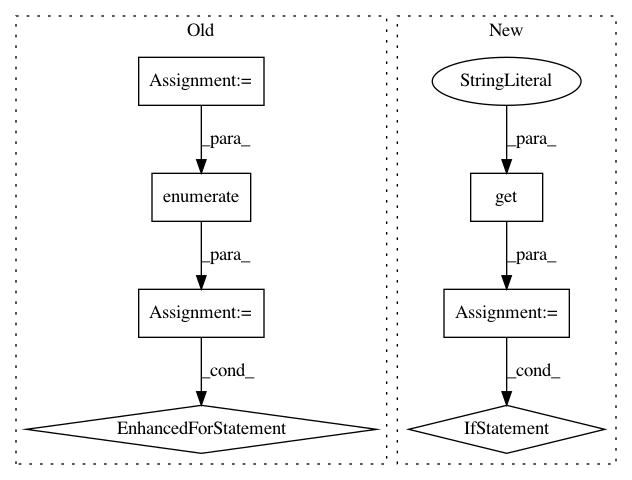 Old
New
Assignment:=
StringLiteral
_para_
_para_
enumerate
get
_para_
_para_
Assignment:=
Assignment:=
_cond_
_cond_
EnhancedForStatement
IfStatement